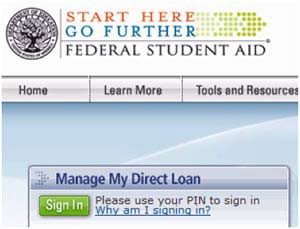 START HERE
GO FURTHER
FEDERAL STUDENT AID®
Home Learn More Tools and Resources
Manage My Direct Loan
Sign In Please use your PIN to sign in
Why am I signing in?